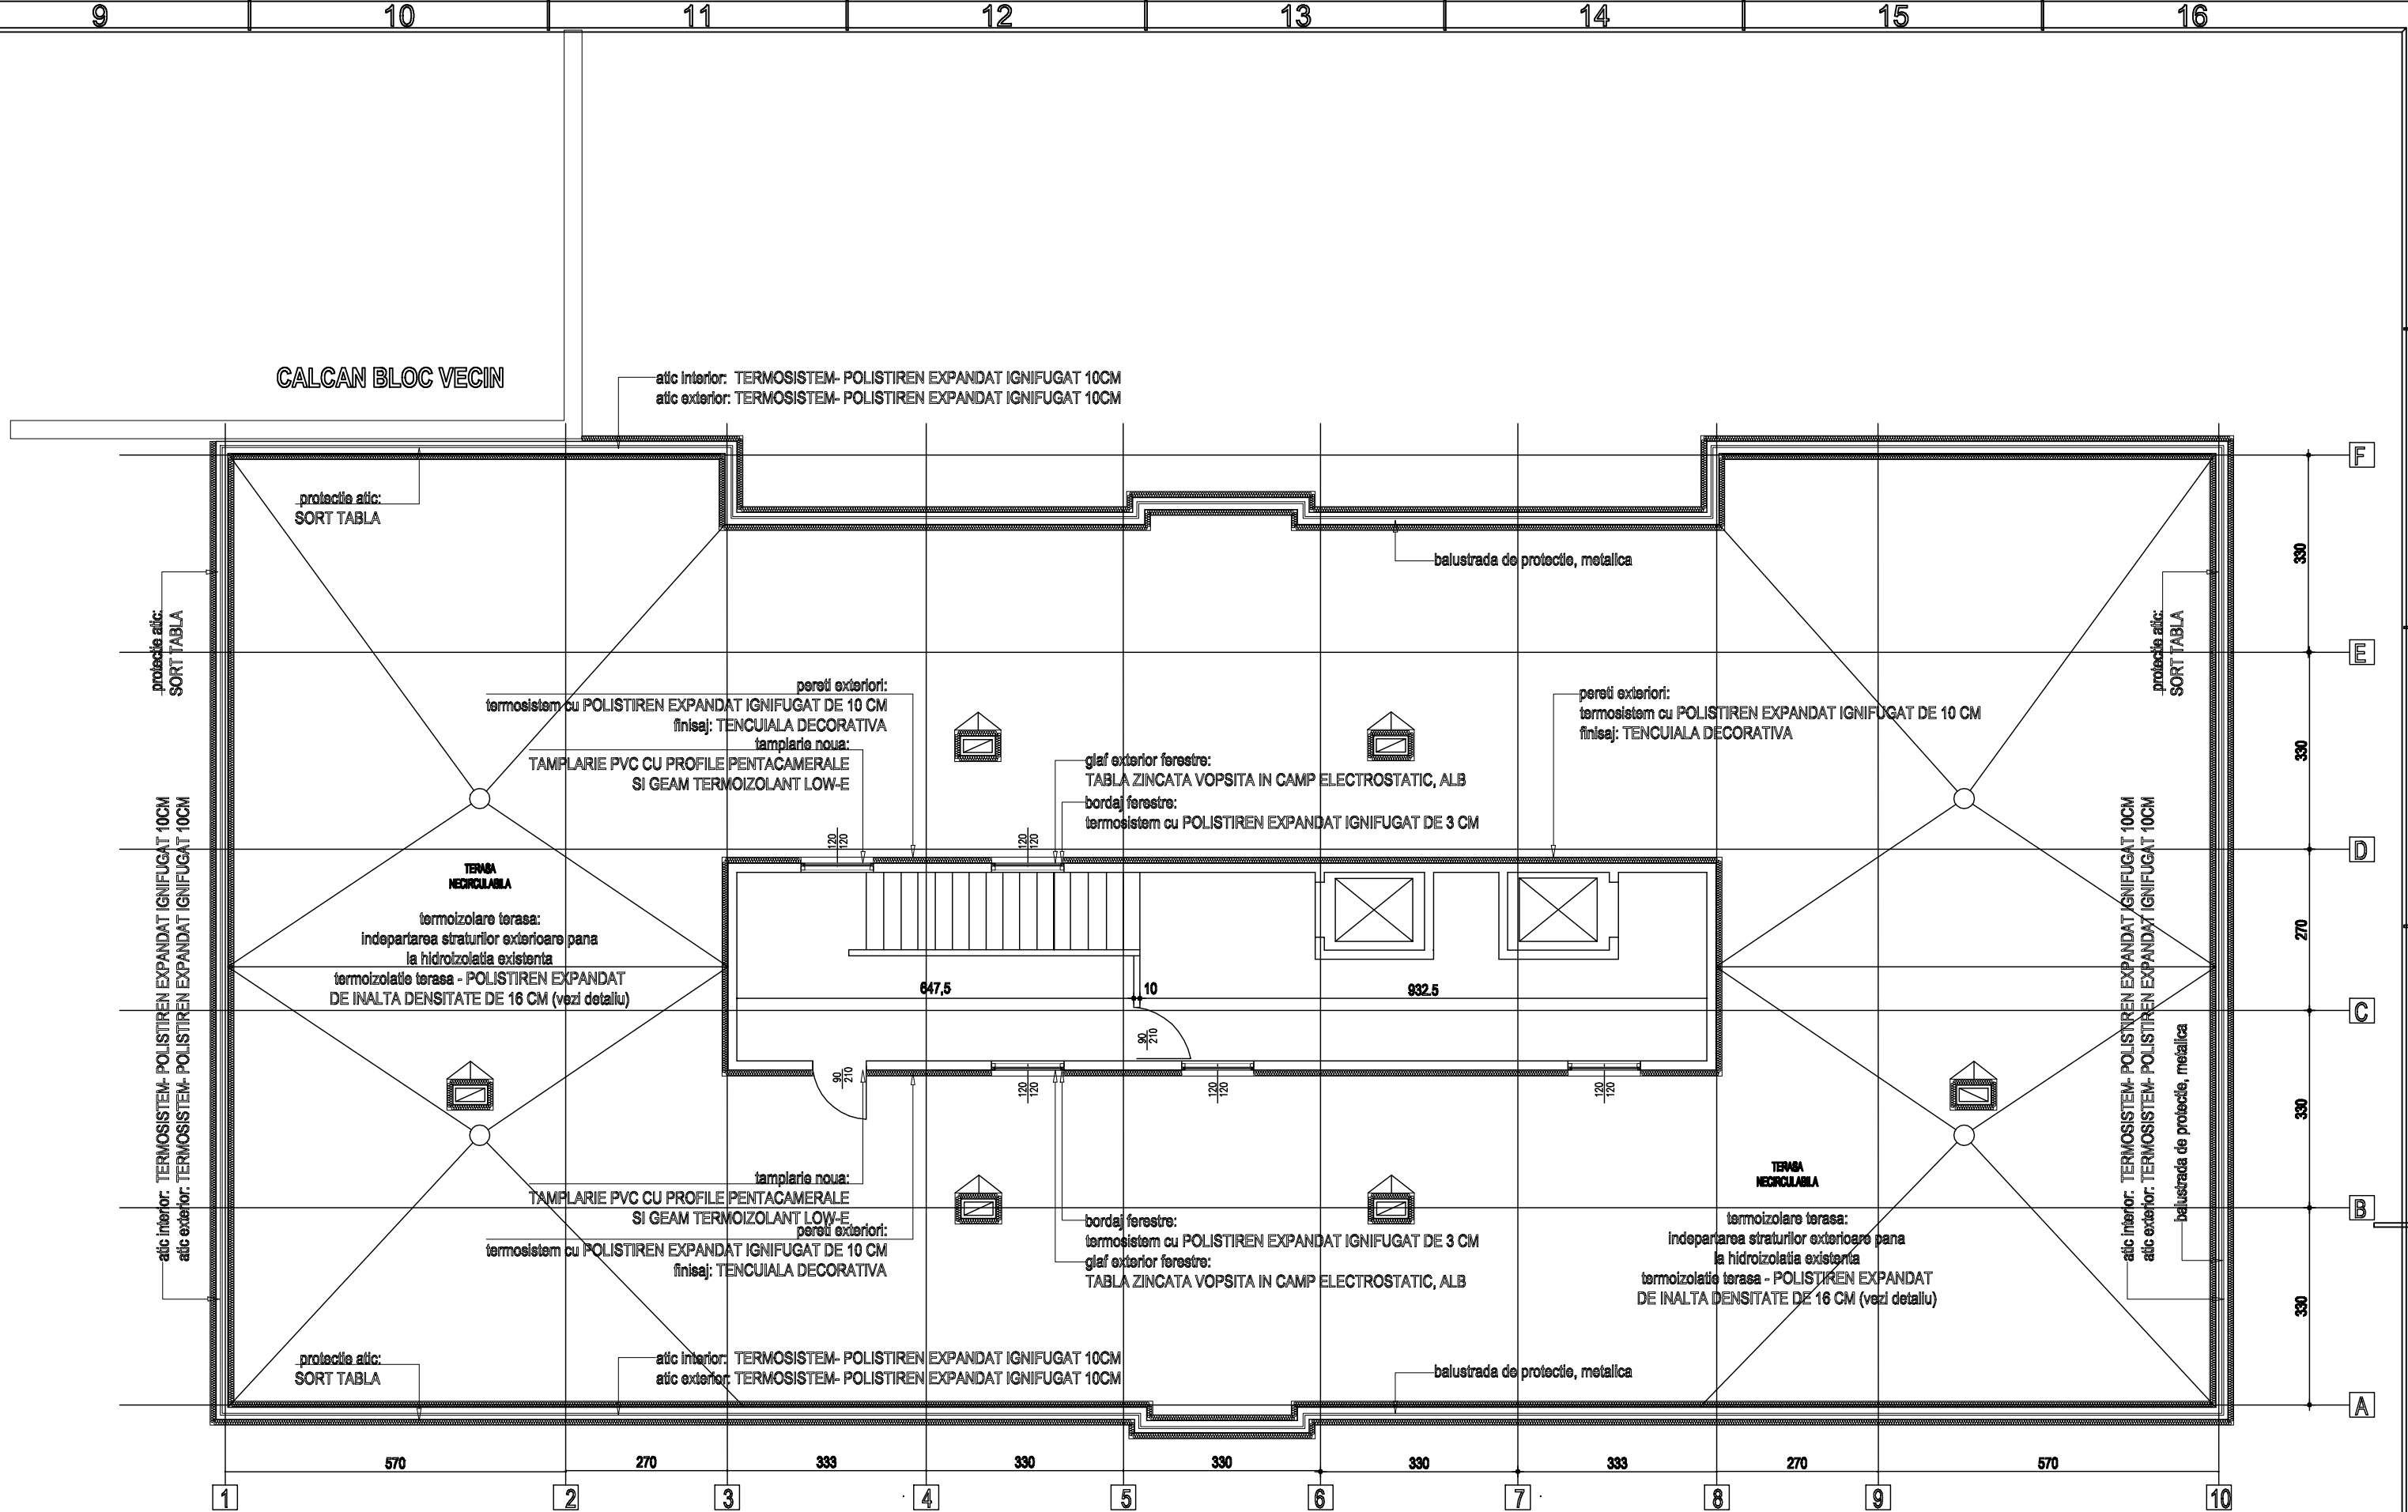 9 10 11 12 13 14 15 16
CALCAN BLOC VECIN
atic interior: TERMOSISTEM- POLISTIREN EXPANDAT IGNIFUGAT 10CM
atic exterior: TERMOSISTEM- POLISTIREN EXPANDAT IGNIFUGAT 10CM
F
protectie atic:
SORT TABLA
balustrada de protectie, metalica
330
protectie atic:
SORT TABLA
protectie atic:
SORT TABLA
E
pereti exteriori:
termosistem cu POLISTIREN EXPANDAT IGNIFUGAT DE 10 CM
finisaj: TENCUIALA DECORATIVA
tamplarie noua:
TAMPLARIE PVC CU PROFILE PENTACAMERALE
SI GEAM TERMOIZOLANT LOW-E
pereti exteriori:
termosistem cu POLISTIREN EXPANDAT IGNIFUGAT DE 10 CM
finisaj: TENCUIALA DECORATIVA
glaf exterior ferestre:
TABLA ZINCATA VOPSITA IN CAMP ELECTROSTATIC, ALB
bordaj ferestre:
termosistem cu POLISTIREN EXPANDAT IGNIFUGAT DE 3 CM
330
120
120
120
120
D
TERASA
NECIRCULABILA
termoizolare terasa:
indepartarea straturilor exterioare pana
la hidroizolatia existenta
termoizolatie terasa - POLISTIREN EXPANDAT
DE INALTA DENSITATE DE 16 CM (vezi detaliu)
atic interior: TERMOSISTEM- POLISTIREN EXPANDAT IGNIFUGAT 10CM
atic exterior: TERMOSISTEM- POLISTIREN EXPANDAT IGNIFUGAT 10CM
647,5 10 932.5
270
C
90
210
90
210
120
120
120
120
120
120
atic interior: TERMOSISTEM- POLISTIREN EXPANDAT IGNIFUGAT 10CM
atic exterior: TERMOSISTEM- POLISTIREN EXPANDAT IGNIFUGAT 10CM
balustrada de protectie, metalica
330
tamplarie noua:
TAMPLARIE PVC CU PROFILE PENTACAMERALE
SI GEAM TERMOIZOLANT LOW-E
pereti exteriori:
termosistem cu POLISTIREN EXPANDAT IGNIFUGAT DE 10 CM
finisaj: TENCUIALA DECORATIVA
bordaj ferestre:
termosistem cu POLISTIREN EXPANDAT IGNIFUGAT DE 3 CM
glaf exterior ferestre:
TABLA ZINCATA VOPSITA IN CAMP ELECTROSTATIC, ALB
TERASA
NECIRCULABILA
termoizolare terasa:
indepartarea straturilor exterioare pana
la hidroizolatia existenta
termoizolatie terasa - POLISTIREN EXPANDAT
DE INALTA DENSITATE DE 16 CM (vezi detaliu)
B
330
protectie atic:
SORT TABLA
atic interior: TERMOSISTEM- POLISTIREN EXPANDAT IGNIFUGAT 10CM
atic exterior: TERMOSISTEM- POLISTIREN EXPANDAT IGNIFUGAT 10CM
balustrada de protectie, metalica
A
570 270 333 330 330 330 333 270 570
1 2 3 4 5 6 7 8 9 10